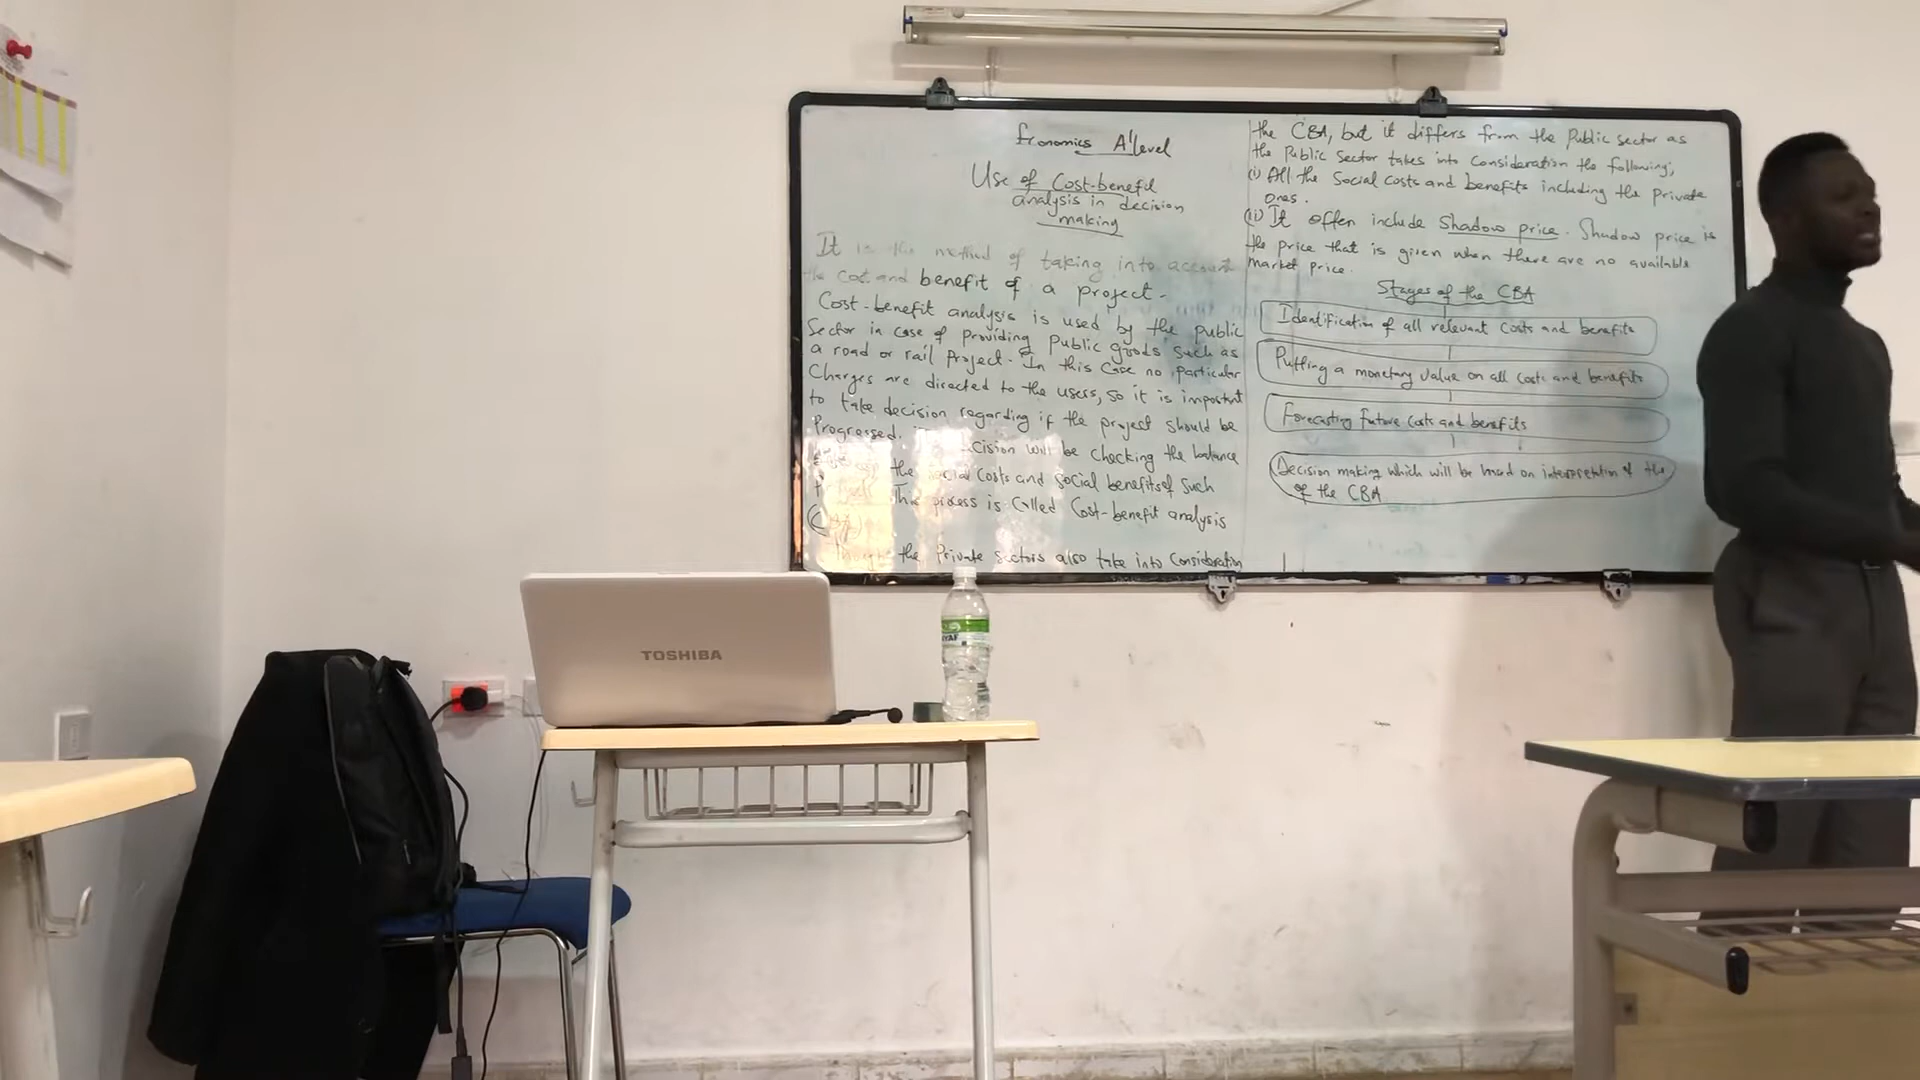 Economics A'level
Use of Cost-benefit
analysis in decision
making
It is the method of taking into account
the cost and benefit of a project.
Cost-benefit analysis is used by the public
Sector in case of providing public goods such as
a road or rail project. In this case no particular
Charges are directed to the users, so it is important
to take decision regarding if the project should be
Progressed. decision will be checking the balance
the social costs and social benefits of such
this process is Called Cost-benefit analysis
the Private sectors also take into consideration
the CBA, but it differs from the Public sector as
the Public Sector takes into Consideration the following;
(i) All the Social costs and benefits including the Private
ones.
(ii) It often include Shadow price. Shadow price is
the price that is given when there are no available
market price.
Stages of the CBA
Identification of all relevant Costs and benefits
Putting a monetary value on all costs and benefits
Forecasting future costs and benefits
Decision making which will be based on interpretation of the
of the CBA
TOSHIBA